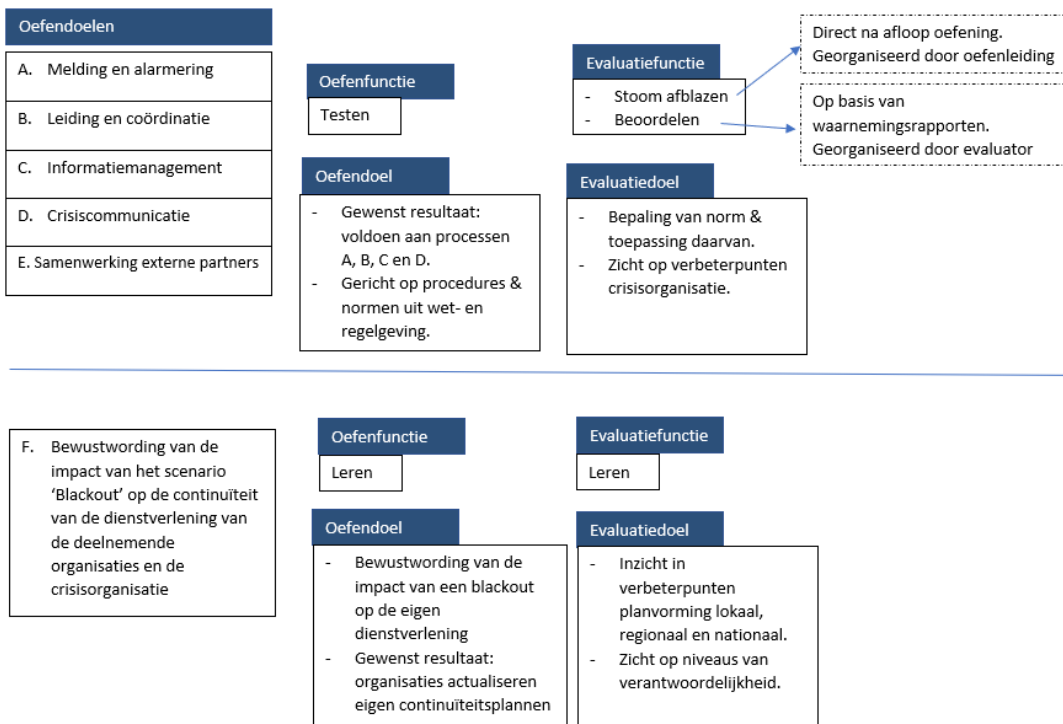 Oefendoelen
A. Melding en alarmering
B. Leiding en coördinatie
C. Informatiemanagement
D. Crisiscommunicatie
E. Samenwerking externe partners
Oefenfunctie
Testen
Oefendoel
- Gewenst resultaat:
voldoen aan processen
A, B, C en D.
- Gericht op procedures &
normen uit wet- en
regelgeving.
Evaluatiefunctie
- Stoom afblazen
- Beoordelen
Direct na afloop oefening.
Georganiseerd door oefenleiding
Op basis van
waarnemingsrapporten.
Georganiseerd door evaluator
Evaluatiedoel
- Bepaling van norm &
toepassing daarvan.
- Zicht op verbeterpunten
crisisorganisatie.
F. Bewustwording van de
impact van het scenario
‘Blackout’ op de continuïteit
van de dienstverlening van
de deelnemende
organisaties en de
crisisorganisatie
Oefenfunctie
Leren
Oefendoel
- Bewustwording van de
impact van een blackout
op de eigen
dienstverlening
- Gewenst resultaat:
organisaties actualiseren
eigen continuïteitsplannen
Evaluatiefunctie
Leren
Evaluatiedoel
- Inzicht in
verbeterpunten
planvorming lokaal,
regionaal en nationaal.
- Zicht op niveaus van
verantwoordelijkheid.